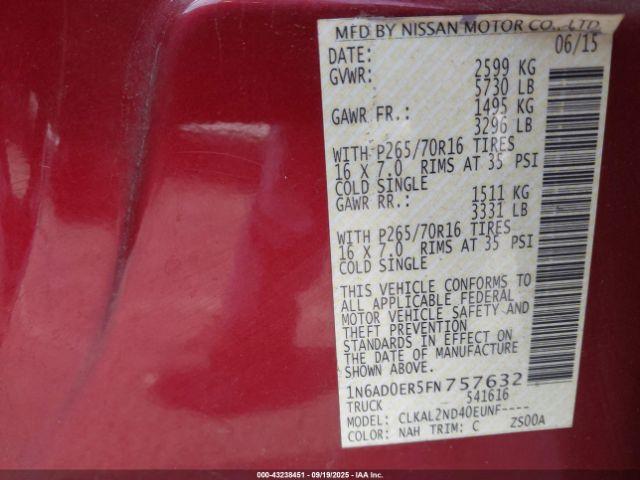 MFD BY NISSAN MOTOR CO., LTD.
DATE: 06/15
GVWR: 2599 KG
5730 LB
GAWR FR.: 1495 KG
3296 LB
WITH P265/70R16 TIRES
16 X 7.0 RIMS AT 35 PSI
COLD SINGLE
GAWR RR.: 1511 KG
3331 LB
WITH P265/70R16 TIRES
16 X 7.0 RIMS AT 35 PSI
COLD SINGLE
THIS VEHICLE CONFORMS TO
ALL APPLICABLE FEDERAL
MOTOR VEHICLE SAFETY AND
THEFT PREVENTION
STANDARDS IN EFFECT ON
THE DATE OF MANUFACTURE
SHOWN ABOVE.
1N6AD0ER5FN757632
TRUCK 541616
MODEL: CLKAL2ND40EUNF----
COLOR: NAH TRIM: C ZS00A
000-43238451 - 09/19/2025 - IAA, Inc.